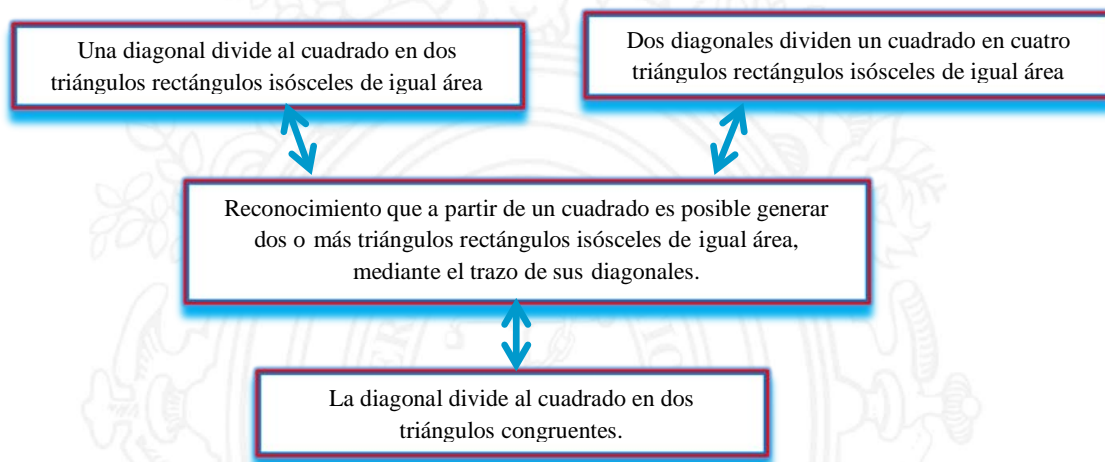 Una diagonal divide al cuadrado en dos
triángulos rectángulos isósceles de igual área
Dos diagonales dividen un cuadrado en cuatro
triángulos rectángulos isósceles de igual área
Reconocimiento que a partir de un cuadrado es posible generar
dos o más triángulos rectángulos isósceles de igual área,
mediante el trazo de sus diagonales.
La diagonal divide al cuadrado en dos
triángulos congruentes.